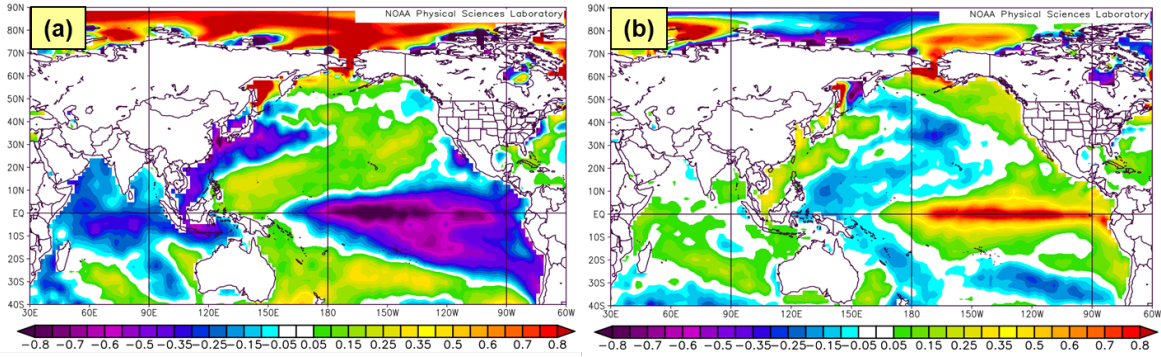 (a)
NOAA Physical Sciences Laboratory
90N
80N
70N
60N
50N
40N
30N
20N
10N
EQ
10S
20S
30S
40S
30E 60E 90E 120E 150E 180 150W 120W 90W 60W
−0.8 −0.7 −0.6 −0.5 −0.35 −0.25 −0.15 −0.05 0.05 0.15 0.25 0.35 0.5 0.6 0.7 0.8
(b)
NOAA Physical Sciences Laboratory
90N
80N
70N
60N
50N
40N
30N
20N
10N
EQ
10S
20S
30S
40S
30E 60E 90E 120E 150E 180 150W 120W 90W 60W
−0.8 −0.7 −0.6 −0.5 −0.35 −0.25 −0.15 −0.05 0.05 0.15 0.25 0.35 0.5 0.6 0.7 0.8